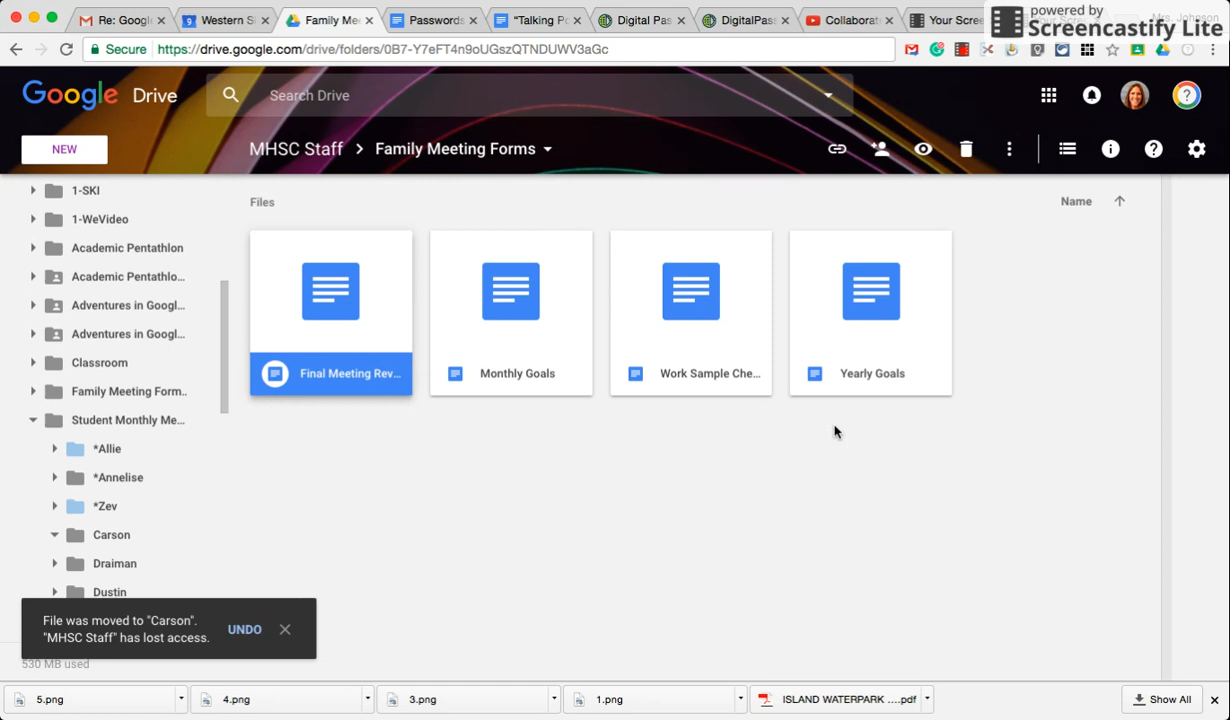 Re: Googl
Western S
Family Me
Passwords
"Talking Po
Digital Pas
DigitalPas
Collaborat
Your Scree
Mrs. Johnson
powered by
Screencastify Lite
Secure
https://drive.google.com/drive/folders/0B7-Y7eFT4n9oUGszQTNDUWV3aGc
Google Drive
Search Drive
NEW
MHSC Staff > Family Meeting Forms
Files
Name
1-SKI
1-WeVideo
Academic Pentathlon
Academic Pentathlo...
Adventures in Googl...
Adventures in Googl...
Classroom
Family Meeting Form..
Student Monthly Me...
*Allie
*Annelise
*Zev
Carson
Draiman
Dustin
Final Meeting Rev...
Monthly Goals
Work Sample Che...
Yearly Goals
File was moved to "Carson".
"MHSC Staff" has lost access.
UNDO
530 MB used
5.png
4.png
3.png
1.png
ISLAND WATERPARK ....pdf
Show All